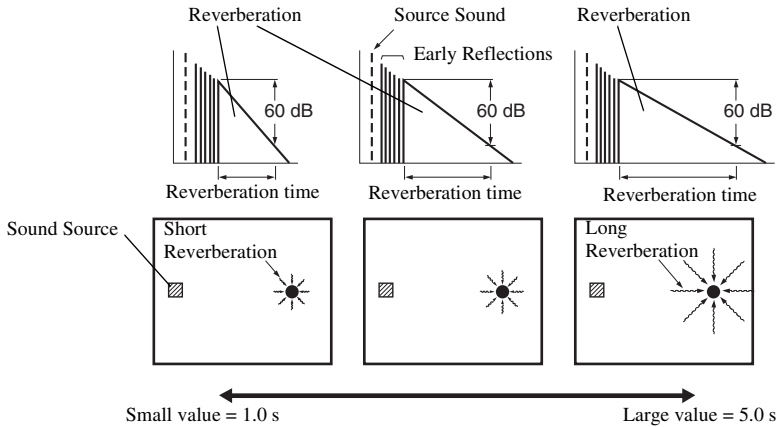 Reverberation
Source Sound
Reverberation
Early Reflections
60 dB
60 dB
60 dB
Reverberation time
Reverberation time
Reverberation time
Sound Source
Short
Reverberation
Long
Reverberation
Small value = 1.0 s
Large value = 5.0 s